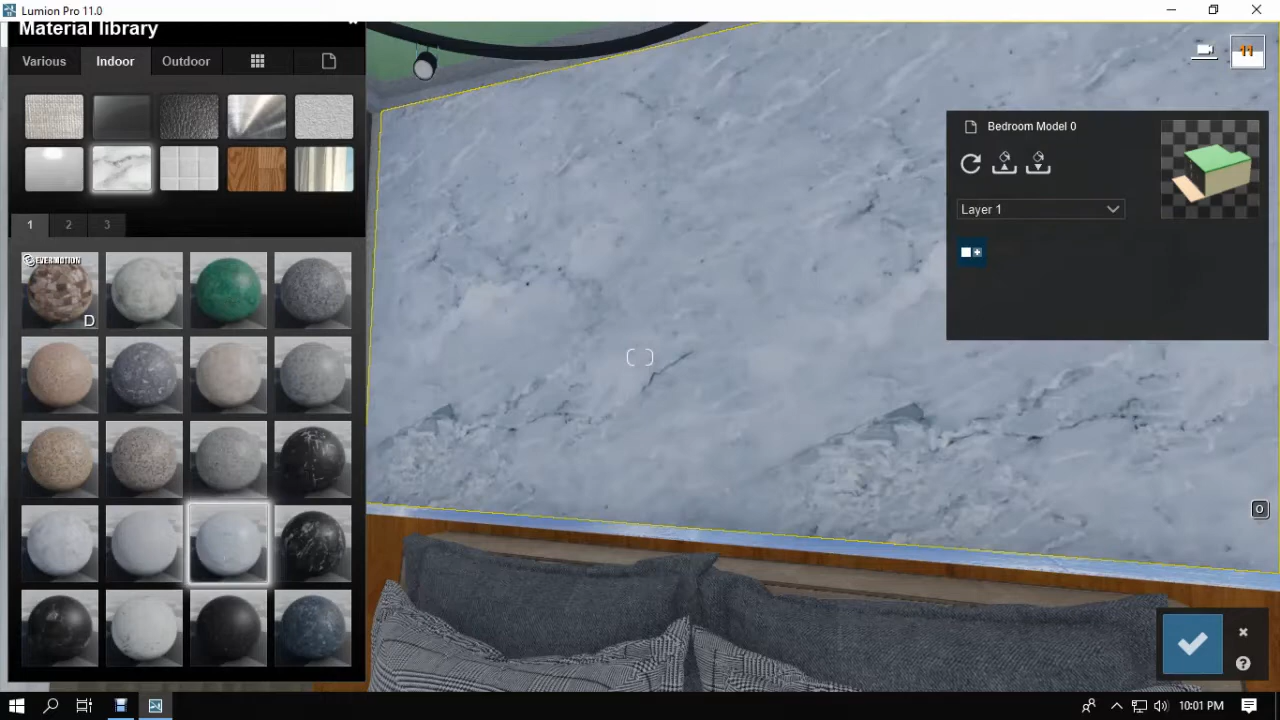 Lumion Pro 11.0
Material library
Various
Indoor
Outdoor
1
2
3
EVERMOTION
D
11
Bedroom Model 0
Layer 1
O
?
10:01 PM